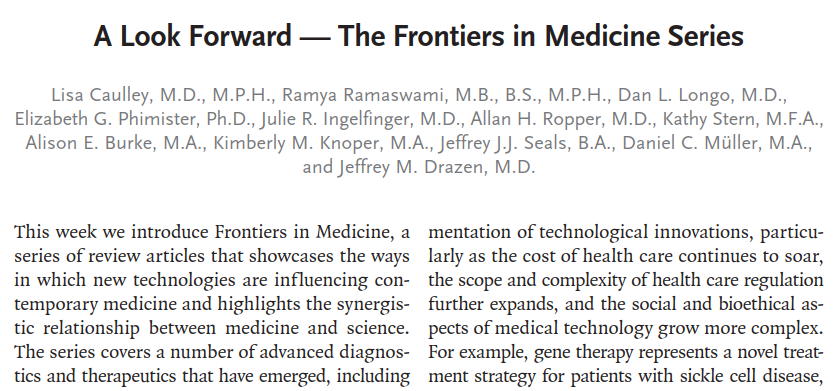 A Look Forward — The Frontiers in Medicine Series
Lisa Caulley, M.D., M.P.H., Ramya Ramaswami, M.B., B.S., M.P.H., Dan L. Longo, M.D.,
Elizabeth G. Phimister, Ph.D., Julie R. Ingelfinger, M.D., Allan H. Ropper, M.D., Kathy Stern, M.F.A.,
Alison E. Burke, M.A., Kimberly M. Knoper, M.A., Jeffrey J.J. Seals, B.A., Daniel C. Müller, M.A.,
and Jeffrey M. Drazen, M.D.
This week we introduce Frontiers in Medicine, a
series of review articles that showcases the ways
in which new technologies are influencing con-
temporary medicine and highlights the synergis-
tic relationship between medicine and science.
The series covers a number of advanced diagnos-
tics and therapeutics that have emerged, including
mentation of technological innovations, particu-
larly as the cost of health care continues to soar,
the scope and complexity of health care regulation
further expands, and the social and bioethical as-
pects of medical technology grow more complex.
For example, gene therapy represents a novel treat-
ment strategy for patients with sickle cell disease,